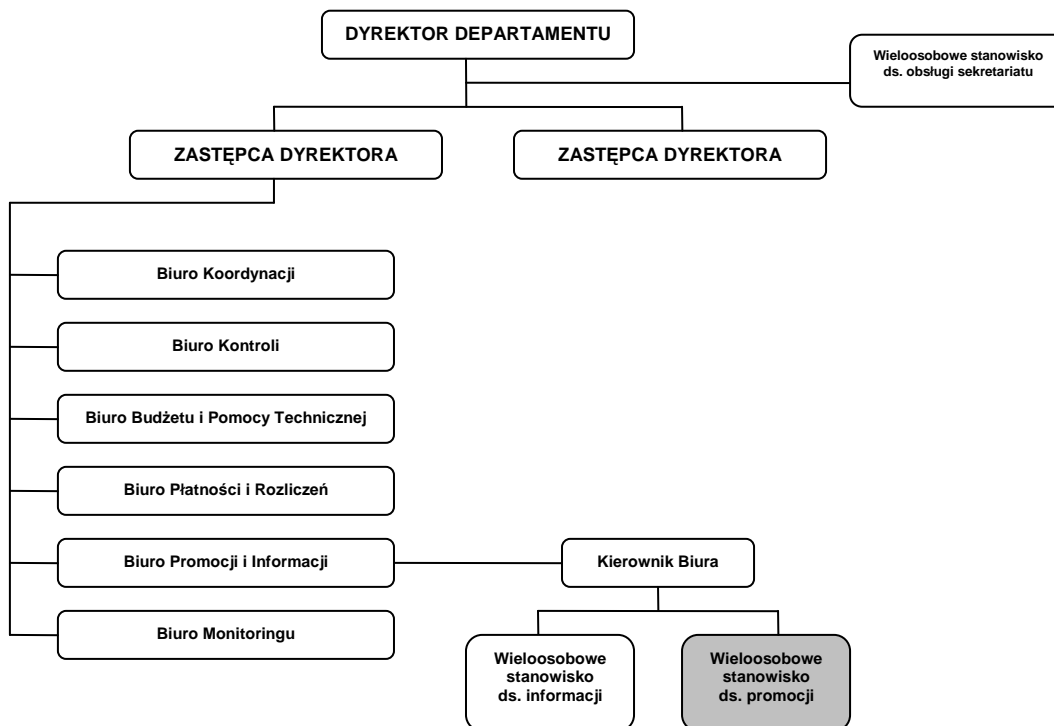 DYREKTOR DEPARTAMENTU
Wieloosobowe stanowisko
ds. obsługi sekretariatu
ZASTĘPCA DYREKTORA
ZASTĘPCA DYREKTORA
Biuro Koordynacji
Biuro Kontroli
Biuro Budżetu i Pomocy Technicznej
Biuro Płatności i Rozliczeń
Biuro Promocji i Informacji
Kierownik Biura
Biuro Monitoringu
Wieloosobowe
stanowisko
ds. informacji
Wieloosobowe
stanowisko
ds. promocji